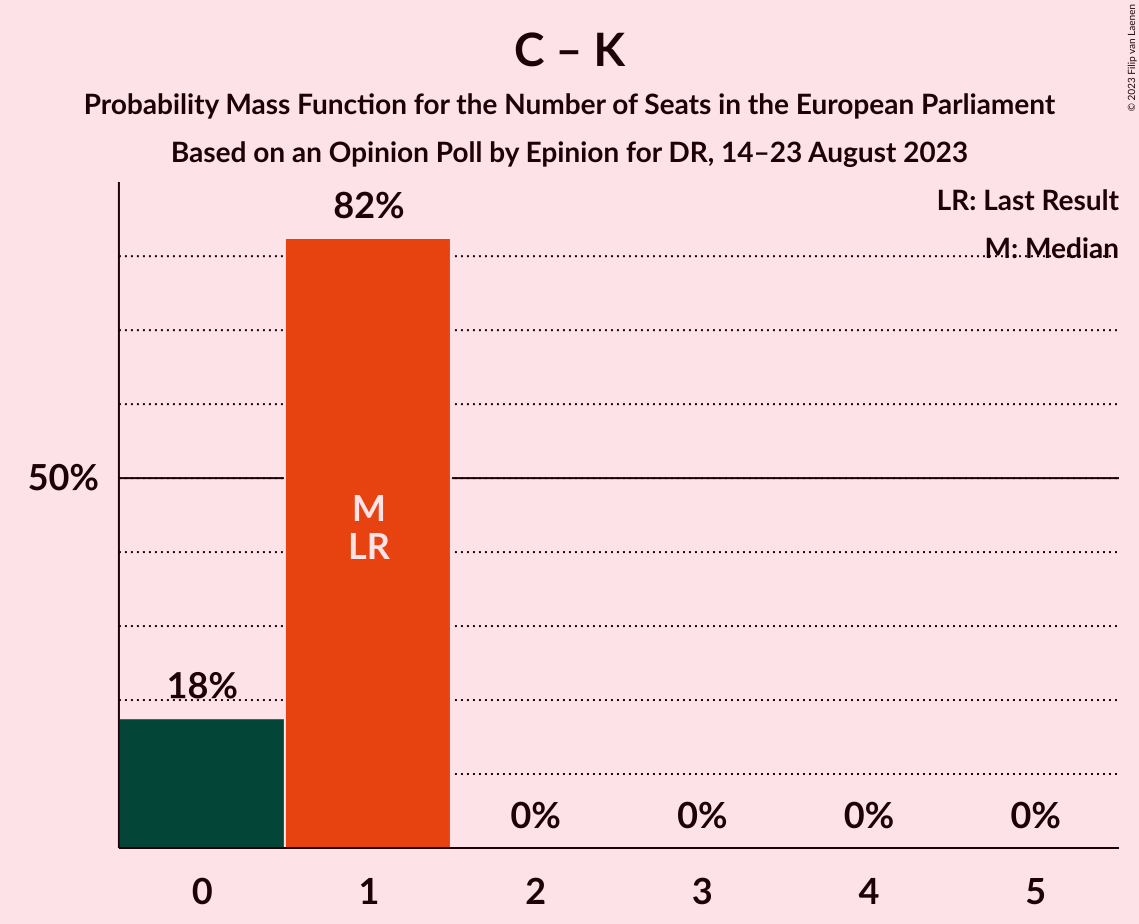 C – K
Probability Mass Function for the Number of Seats in the European Parliament
Based on an Opinion Poll by Epinion for DR, 14–23 August 2023
© 2023 Filip van Laenen
LR: Last Result
M: Median
82%
50%
M
LR
18%
0% 0% 0% 0%
0 1 2 3 4 5